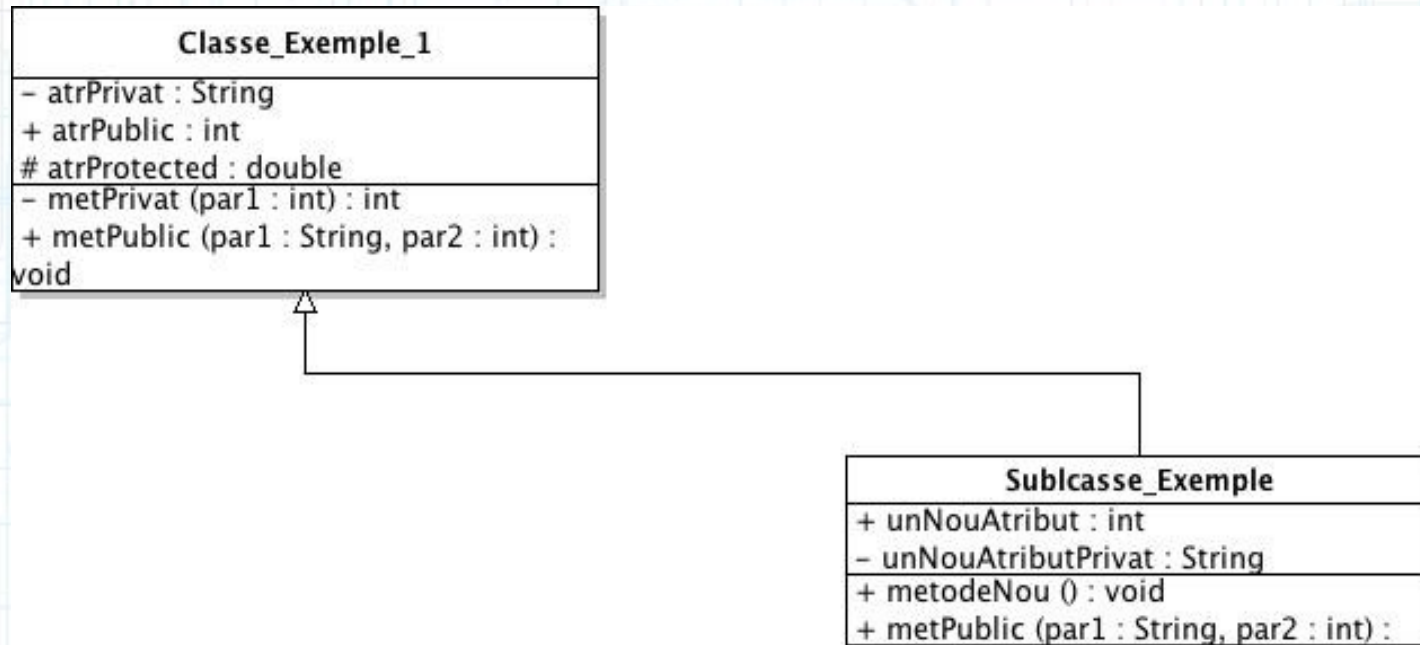 Classe_Exemple_1
- atrPrivat : String
+ atrPublic : int
# atrProtected : double
- metPrivat (par1 : int) : int
+ metPublic (par1 : String, par2 : int) :
void
Sublcasse_Exemple
+ unNouAtribut : int
- unNouAtributPrivat : String
+ metodeNou () : void
+ metPublic (par1 : String, par2 : int) :